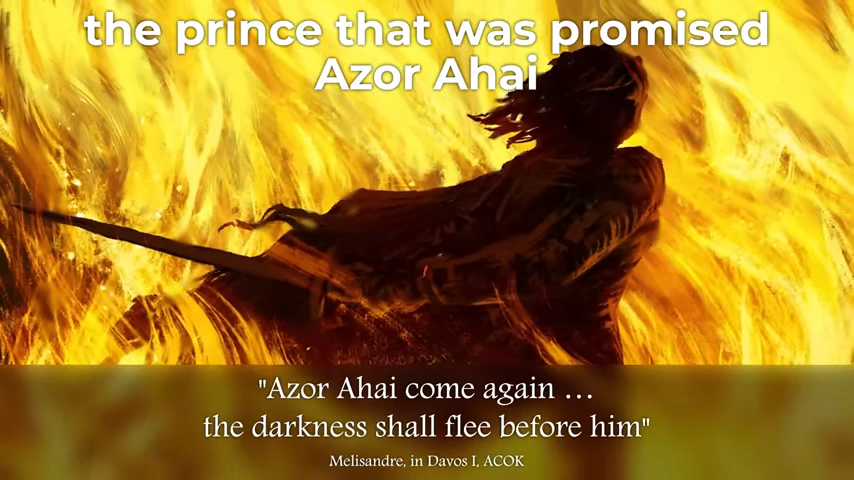 the prince that was promised
Azor Ahai
"Azor Ahai come again …
the darkness shall flee before him"
Melisandre, in Davos I, ACOK